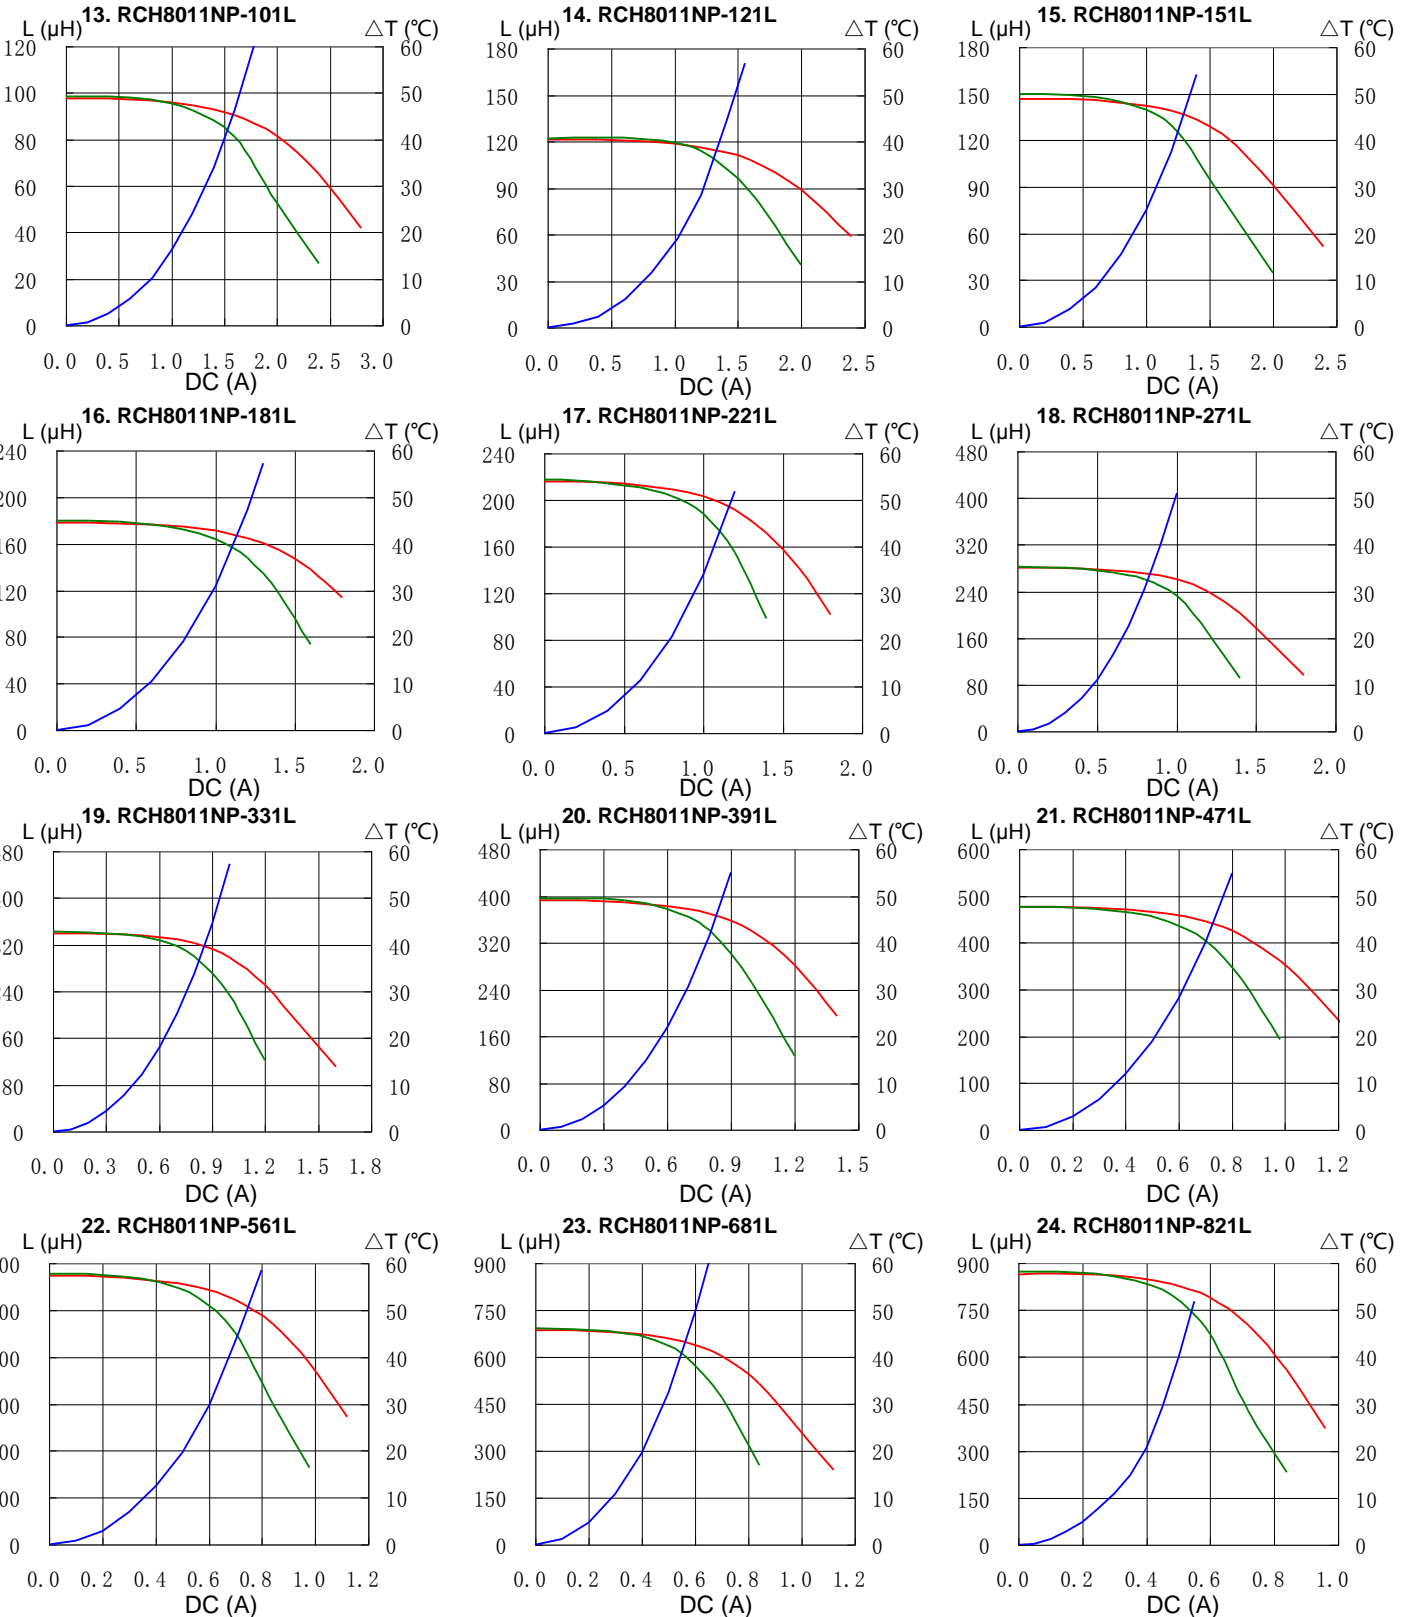 13. RCH8011NP-101L
L (μH) △T (℃)
120 60
100 50
80 40
60 30
40 20
20 10
0 0
0.0 0.5 1.0 1.5 2.0 2.5 3.0
DC (A)
14. RCH8011NP-121L
L (μH) △T (℃)
180 60
150 50
120 40
90 30
60 20
30 10
0 0
0.0 0.5 1.0 1.5 2.0 2.5
DC (A)
15. RCH8011NP-151L
L (μH) △T (℃)
180 60
150 50
120 40
90 30
60 20
30 10
0 0
0.0 0.5 1.0 1.5 2.0 2.5
DC (A)
16. RCH8011NP-181L
L (μH) △T (℃)
240 60
200 50
160 40
120 30
80 20
40 10
0 0
0.0 0.5 1.0 1.5 2.0
DC (A)
17. RCH8011NP-221L
L (μH) △T (℃)
240 60
200 50
160 40
120 30
80 20
40 10
0 0
0.0 0.5 1.0 1.5 2.0
DC (A)
18. RCH8011NP-271L
L (μH) △T (℃)
480 60
400 50
320 40
240 30
160 20
80 10
0 0
0.0 0.5 1.0 1.5 2.0
DC (A)
19. RCH8011NP-331L
L (μH) △T (℃)
480 60
400 50
320 40
240 30
60 20
80 10
0 0
0.0 0.3 0.6 0.9 1.2 1.5 1.8
DC (A)
20. RCH8011NP-391L
L (μH) △T (℃)
480 60
400 50
320 40
240 30
160 20
80 10
0 0
0.0 0.3 0.6 0.9 1.2 1.5
DC (A)
21. RCH8011NP-471L
L (μH) △T (℃)
600 60
500 50
400 40
300 30
200 20
100 10
0 0
0.0 0.2 0.4 0.6 0.8 1.0 1.2
DC (A)
22. RCH8011NP-561L
L (μH) △T (℃)
00 60
00 50
00 40
00 30
00 20
00 10
0 0
0.0 0.2 0.4 0.6 0.8 1.0 1.2
DC (A)
23. RCH8011NP-681L
L (μH) △T (℃)
900 60
750 50
600 40
450 30
300 20
150 10
0 0
0.0 0.2 0.4 0.6 0.8 1.0 1.2
DC (A)
24. RCH8011NP-821L
L (μH) △T (℃)
900 60
750 50
600 40
450 30
300 20
150 10
0 0
0.0 0.2 0.4 0.6 0.8 1.0
DC (A)